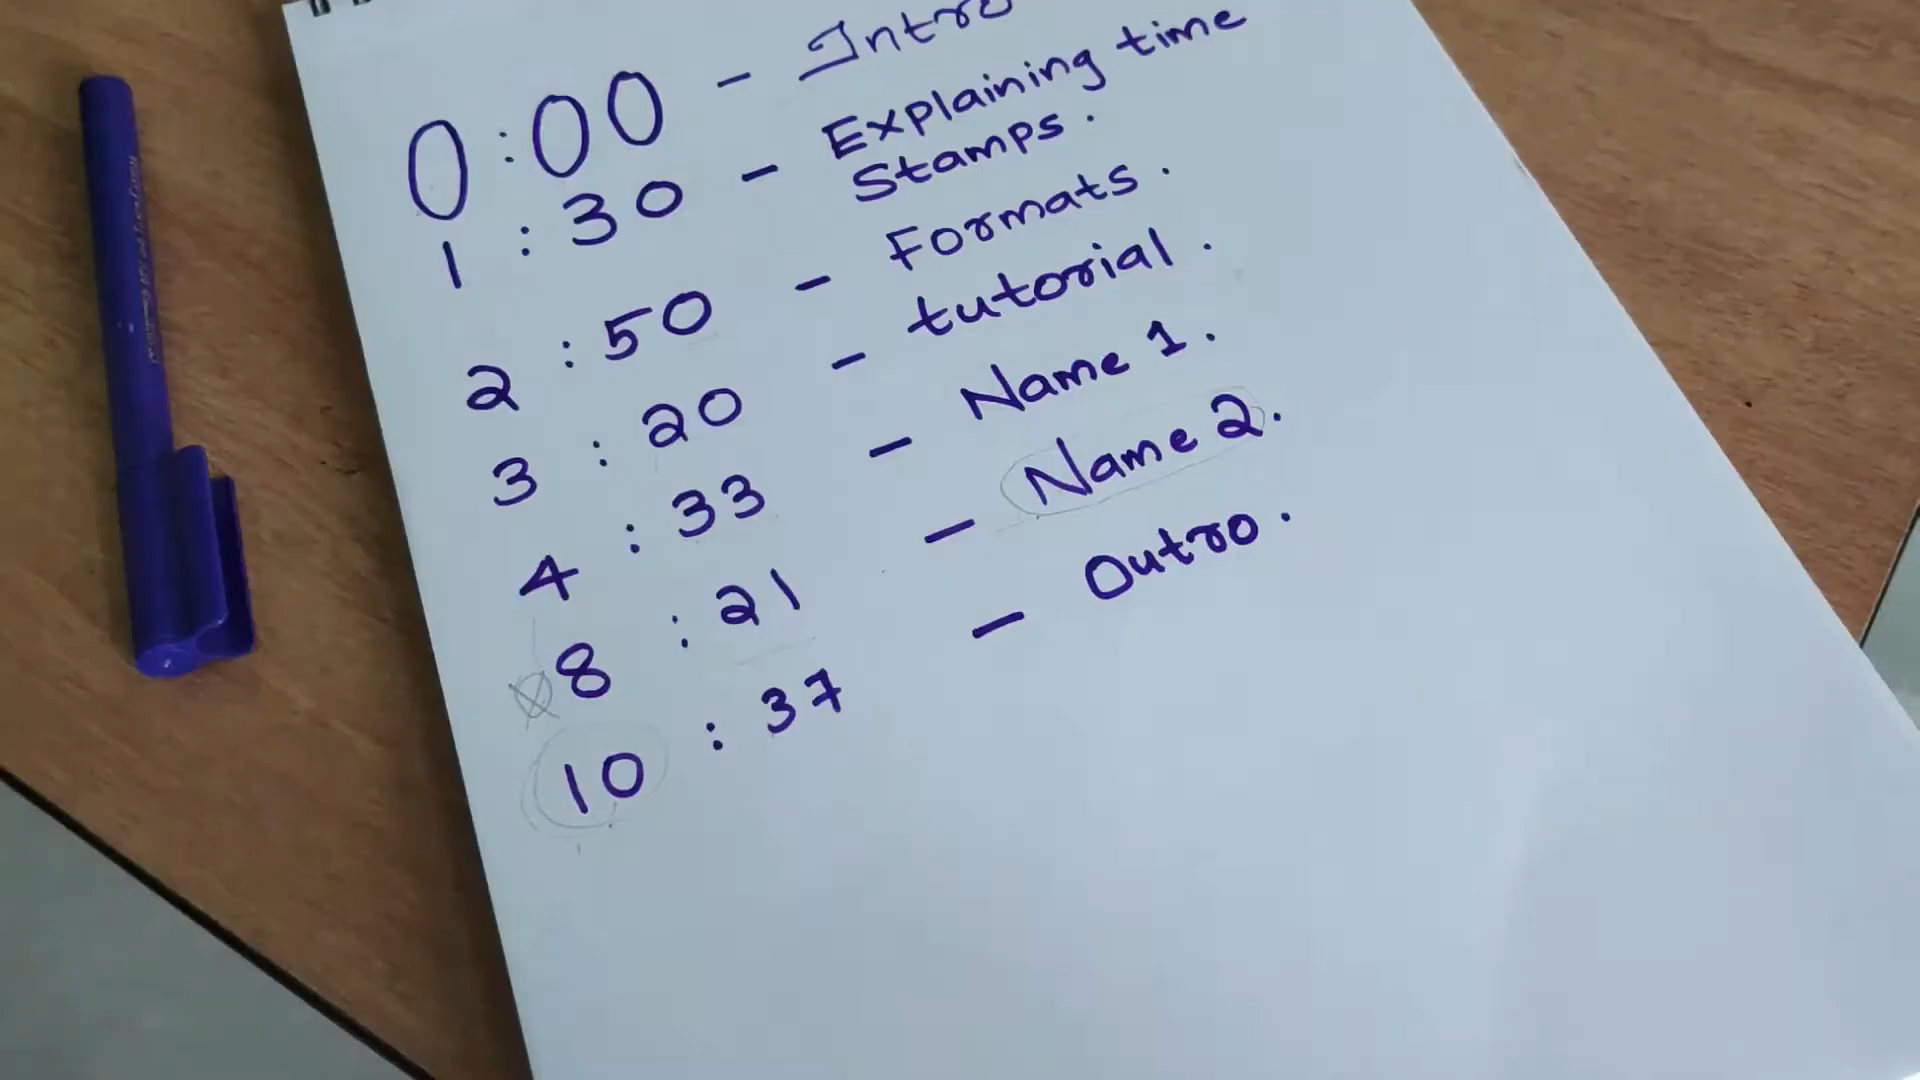 0:00 - Intro
1:30 - Explaining time
Stamps.
2:50 - Formats.
3:20 - tutorial.
4:33 - Name 1.
8:21 - Name 2.
10:37 - Outro.